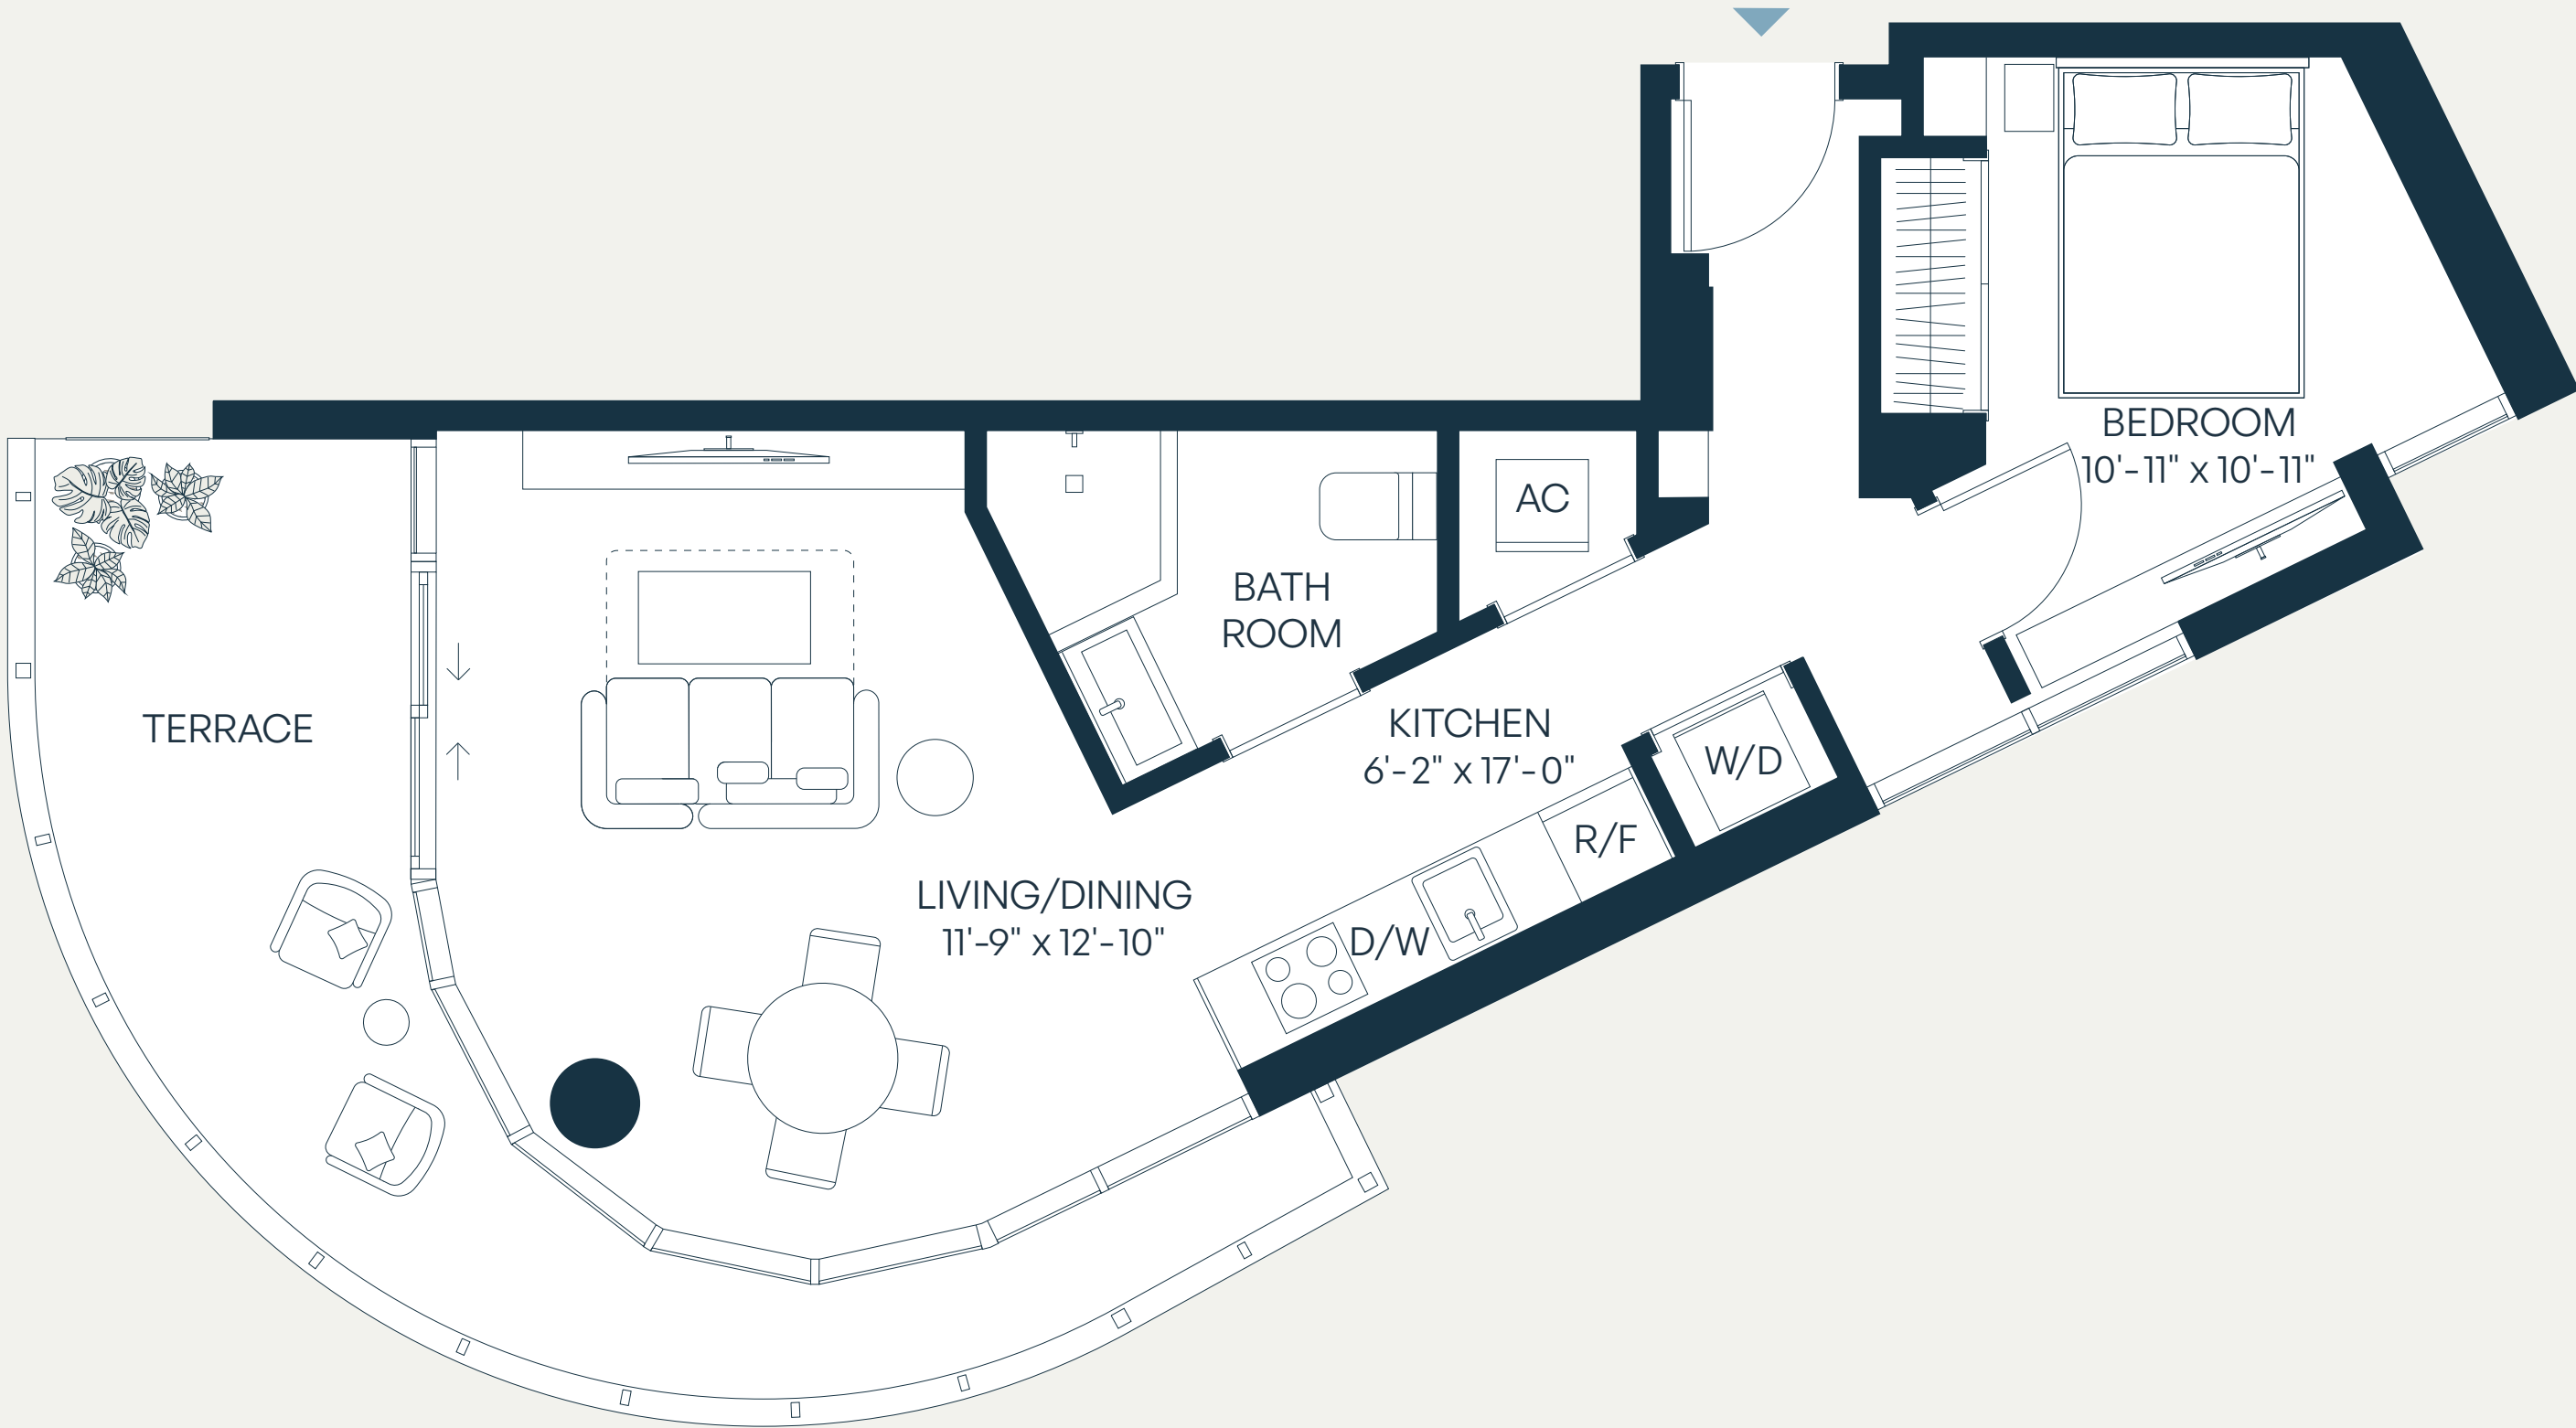 BEDROOM
10'-11" x 10'-11"
AC
BATH
ROOM
TERRACE
KITCHEN
6'-2" x 17'-0"
W/D
R/F
LIVING/DINING
11'-9" x 12'-10"
D/W